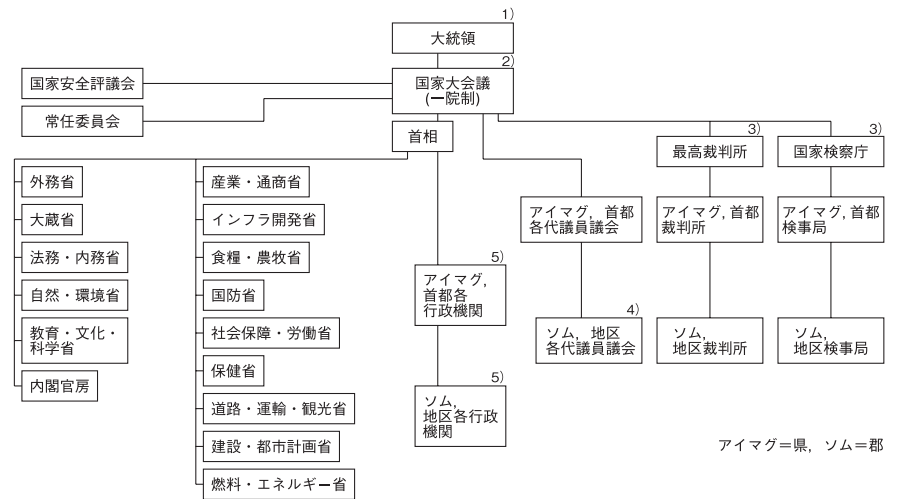 1)
大統領
2)
国家安全評議会
国家大会議
(一院制)
常任委員会
首相
3)
最高裁判所
3)
国家検察庁
外務省
大蔵省
法務・内務省
自然・環境省
教育・文化・
科学省
内閣官房
産業・通商省
インフラ開発省
食糧・農牧省
国防省
社会保障・労働省
保健省
道路・運輸・観光省
建設・都市計画省
燃料・エネルギー省
5)
アイマグ,
首都各
行政機関
5)
ソム,
地区各行政
機関
アイマグ, 首都
各代議員議会
4)
ソム, 地区
各代議員議会
アイマグ, 首都
裁判所
ソム,
地区裁判所
アイマグ, 首都
検事局
ソム,
地区検事局
アイマグ=県, ソム=郡